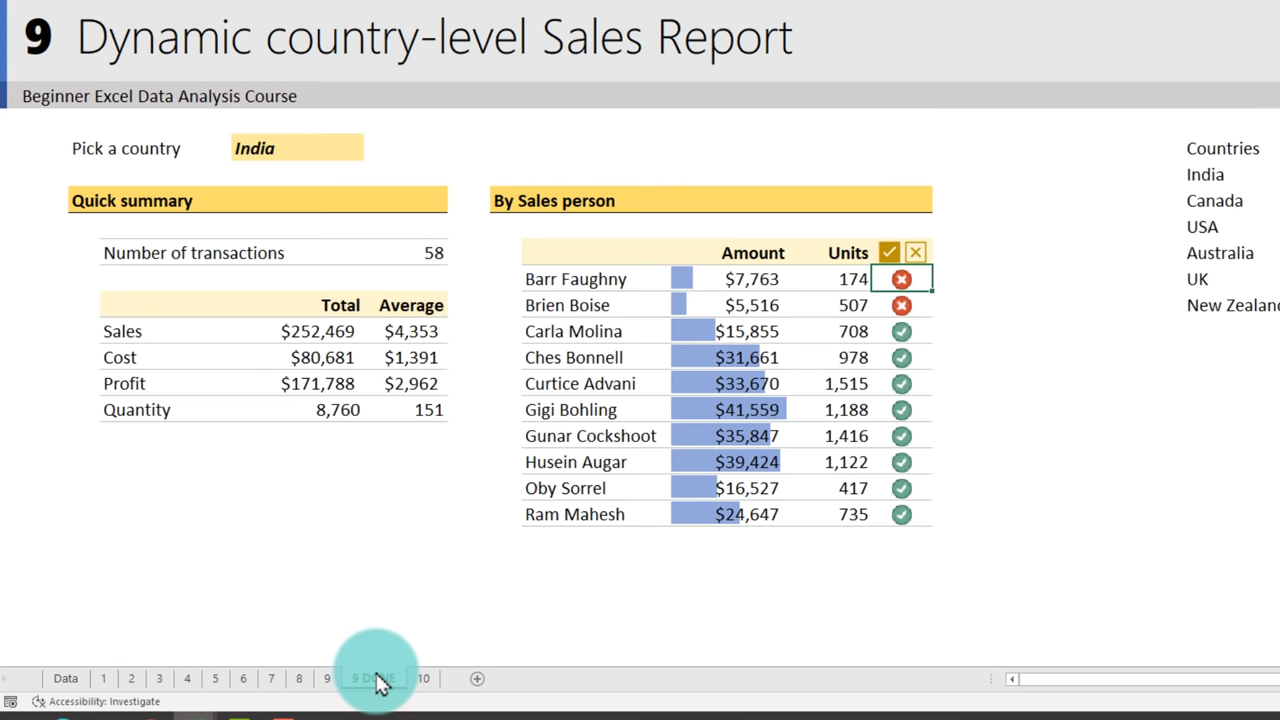 9 Dynamic country-level Sales Report
Beginner Excel Data Analysis Course
Pick a country India
Quick summary
Number of transactions 58
Total Average
Sales $252,469 $4,353
Cost $80,681 $1,391
Profit $171,788 $2,962
Quantity 8,760 151
By Sales person
Amount Units
Barr Faughny $7,763 174
Brien Boise $5,516 507
Carla Molina $15,855 708
Ches Bonnell $31,661 978
Curtice Advani $33,670 1,515
Gigi Bohling $41,559 1,188
Gunar Cockshoot $35,847 1,416
Husein Augar $39,424 1,122
Oby Sorrel $16,527 417
Ram Mahesh $24,647 735
Countries
India
Canada
USA
Australia
UK
New Zealan
Data 1 2 3 4 5 6 7 8 9 9 DONE 10
Accessibility: Investigate